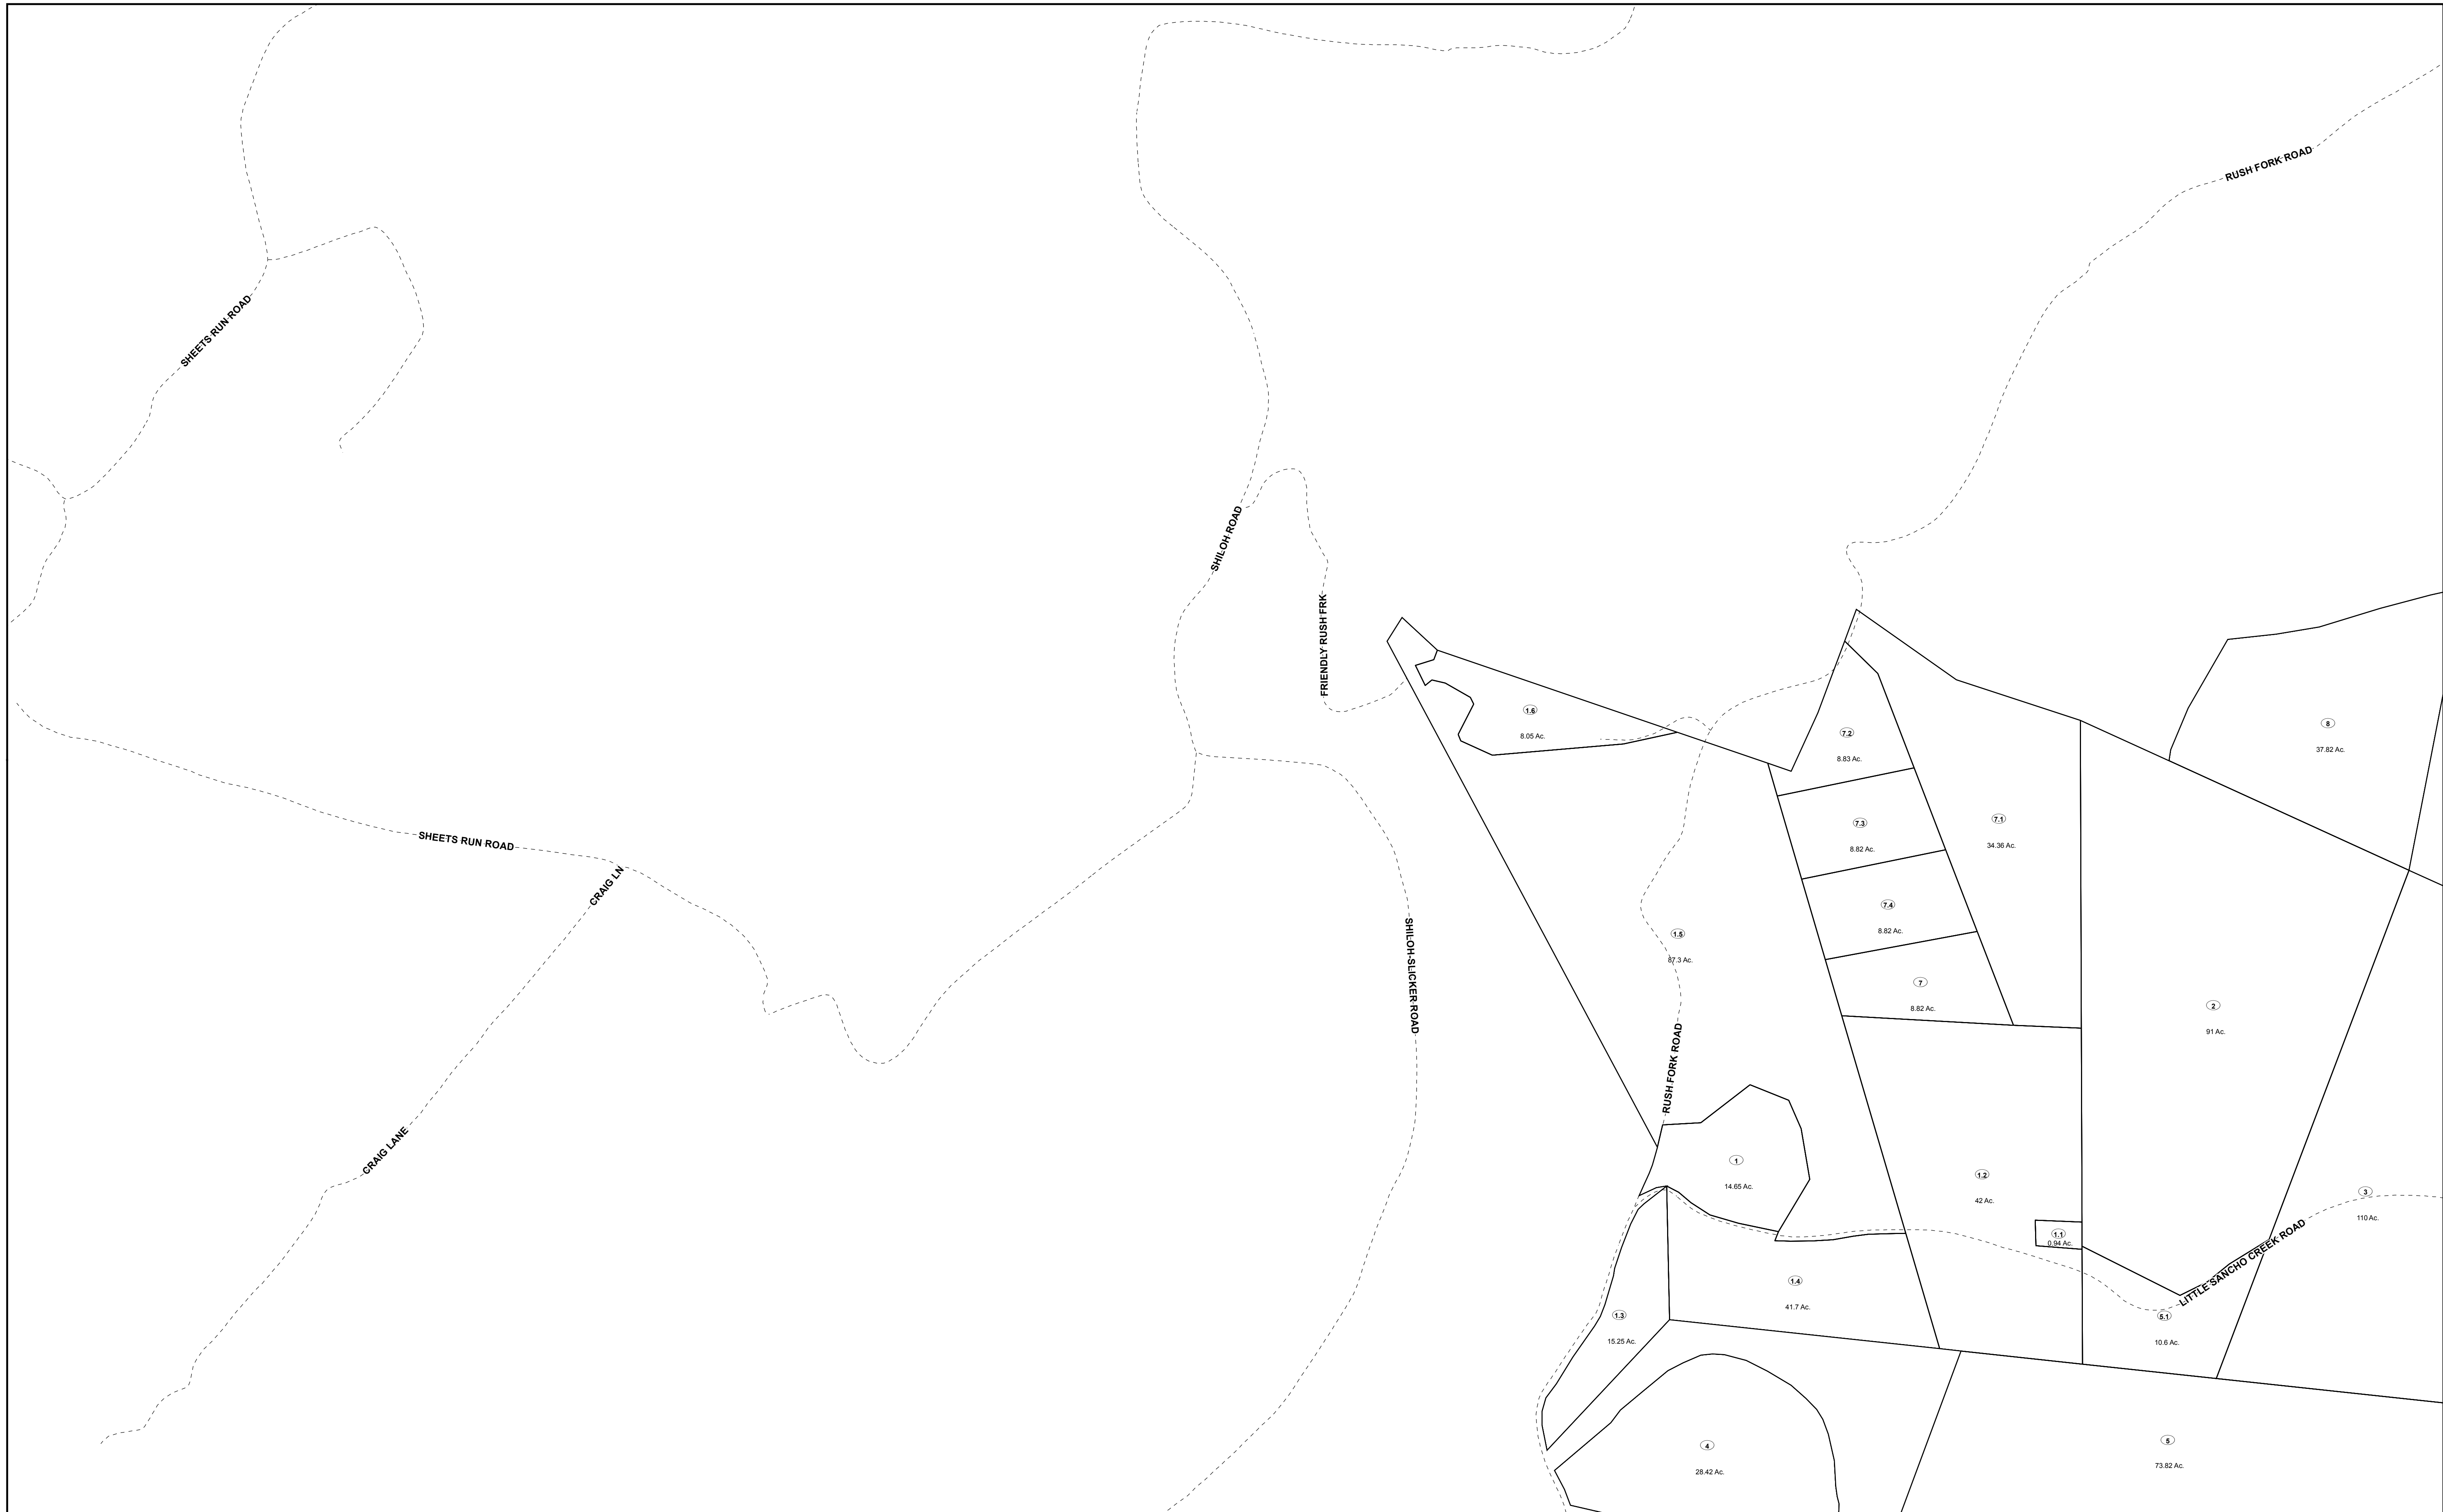 RUSH FORK ROAD
SHEETS RUN ROAD
SHILOH ROAD
FRIENDLY RUSH FRK
1.6
8.05 Ac.
8
37.82 Ac.
7.2
8.83 Ac.
7.3
8.82 Ac.
7.1
34.36 Ac.
SHEETS RUN ROAD
CRAIG LN
7.4
8.82 Ac.
SHILOH-SLICKER ROAD
1.5
87.3 Ac.
7
8.82 Ac.
2
91 Ac.
RUSH FORK ROAD
CRAIG LANE
1
14.65 Ac.
1.2
42 Ac.
3
110 Ac.
1.1
0.94 Ac.
LITTLE SANCHO CREEK ROAD
1.4
41.7 Ac.
1.3
15.25 Ac.
5.1
10.6 Ac.
4
28.42 Ac.
5
73.82 Ac.